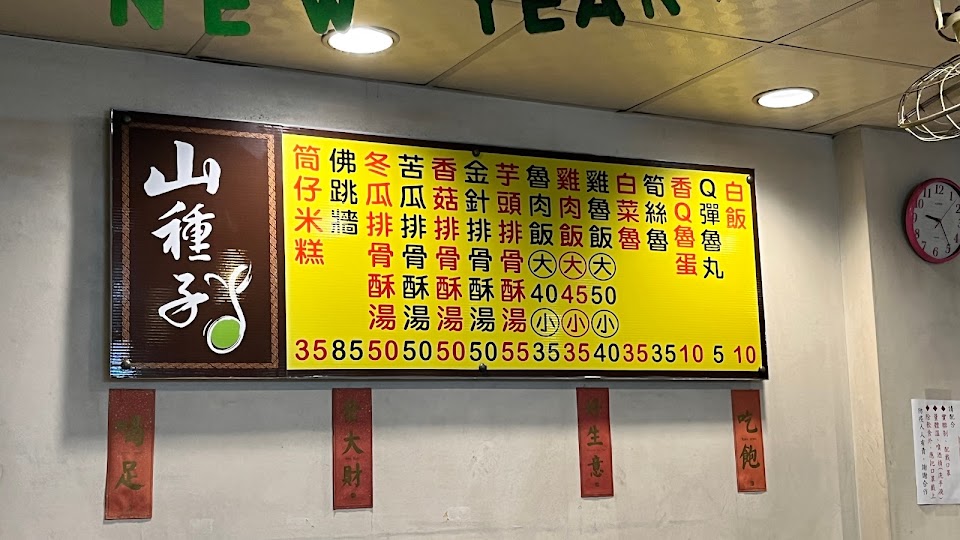 NEW YEAR
山種子
筒仔米糕 35
佛跳牆 85
冬瓜排骨酥湯 50
苦瓜排骨酥湯 50
香菇排骨酥湯 50
金針排骨酥湯 50
芋頭排骨酥湯 55
魯肉飯 大 40 小 35
雞肉飯 大 45 小 35
雞魯飯 大 50 小 40
白菜魯 35
筍絲魯 35
香Q魯蛋 10
Q彈魯丸 5
白飯 10
大財
生意
吃飽